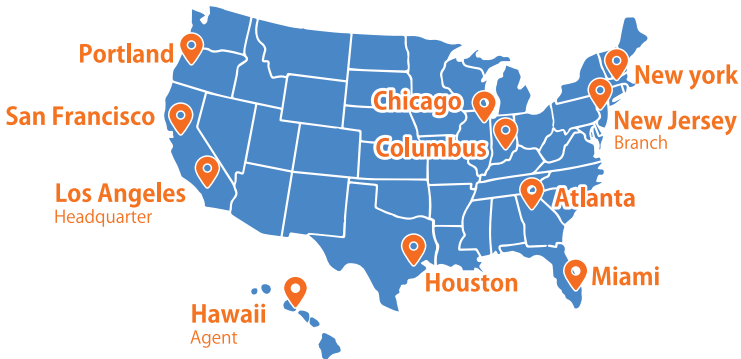 Portland
New york
Chicago
San Francisco
New Jersey
Branch
Columbus
Los Angeles
Headquarter
Atlanta
Miami
Houston
Hawaii
Agent